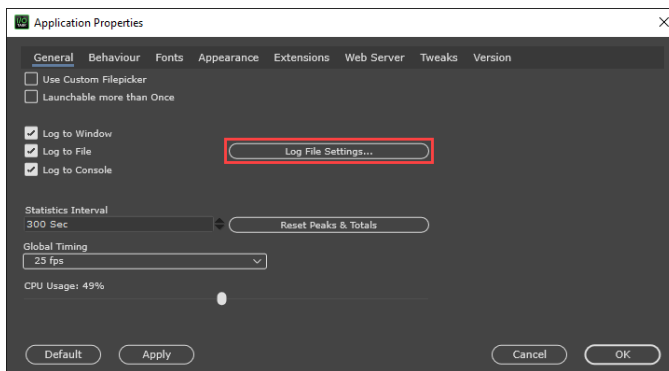 Application Properties
General Behaviour Fonts Appearance Extensions Web Server Tweaks Version
Use Custom Filepicker
Launchable more than Once
Log to Window
Log to File Log File Settings...
Log to Console
Statistics Interval
300 Sec Reset Peaks & Totals
Global Timing
25 fps
CPU Usage: 49%
Default Apply Cancel OK